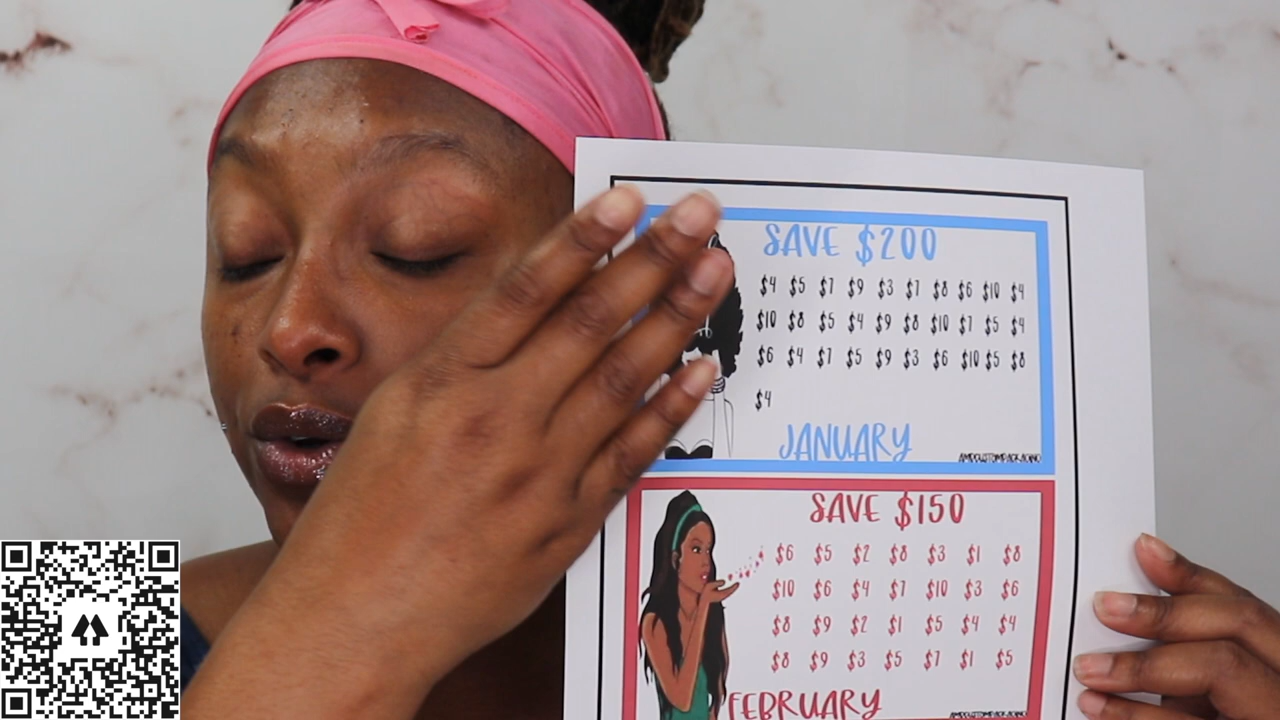 SAVE $200
$4 $5 $7 $9 $3 $7 $8 $6 $10 $4
$10 $8 $5 $4 $9 $8 $10 $7 $5 $4
$6 $4 $7 $5 $9 $3 $6 $10 $5 $8
$4
JANUARY
SAVE $150
$6 $5 $2 $8 $3 $1 $8
$10 $6 $4 $7 $10 $3 $6
$8 $9 $2 $1 $5 $4 $4
$8 $9 $3 $5 $7 $1 $5
FEBRUARY